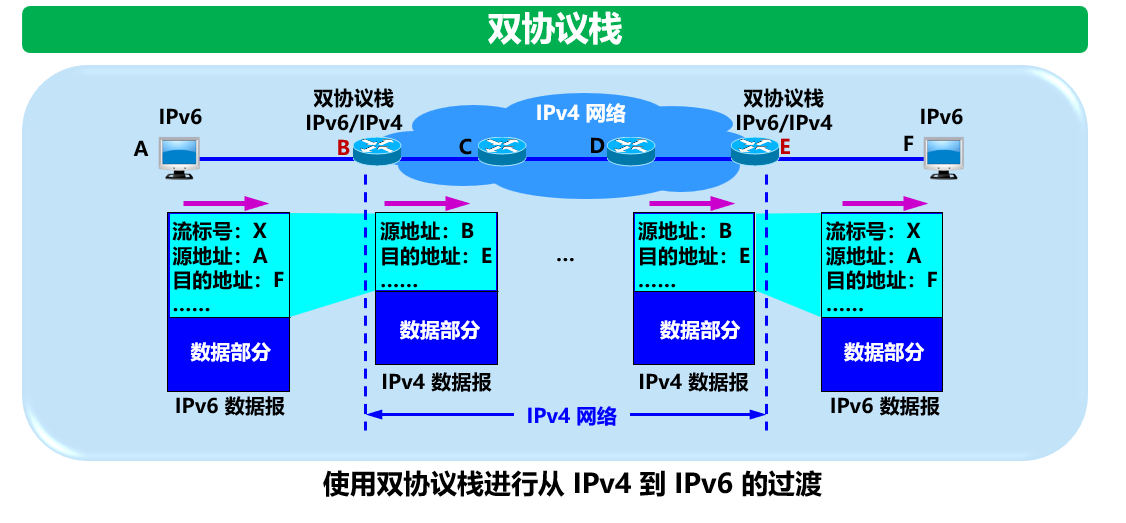 双协议栈
IPv6
双协议栈
IPv6/IPv4
IPv4 网络
双协议栈
IPv6/IPv4
IPv6
A
B
C
D
E
F
流标号：X
源地址：A
目的地址：F
……
数据部分
IPv6 数据报
源地址：B
目的地址：E
……
数据部分
IPv4 数据报
…
源地址：B
目的地址：E
……
数据部分
IPv4 数据报
流标号：X
源地址：A
目的地址：F
……
数据部分
IPv6 数据报
IPv4 网络
使用双协议栈进行从 IPv4 到 IPv6 的过渡